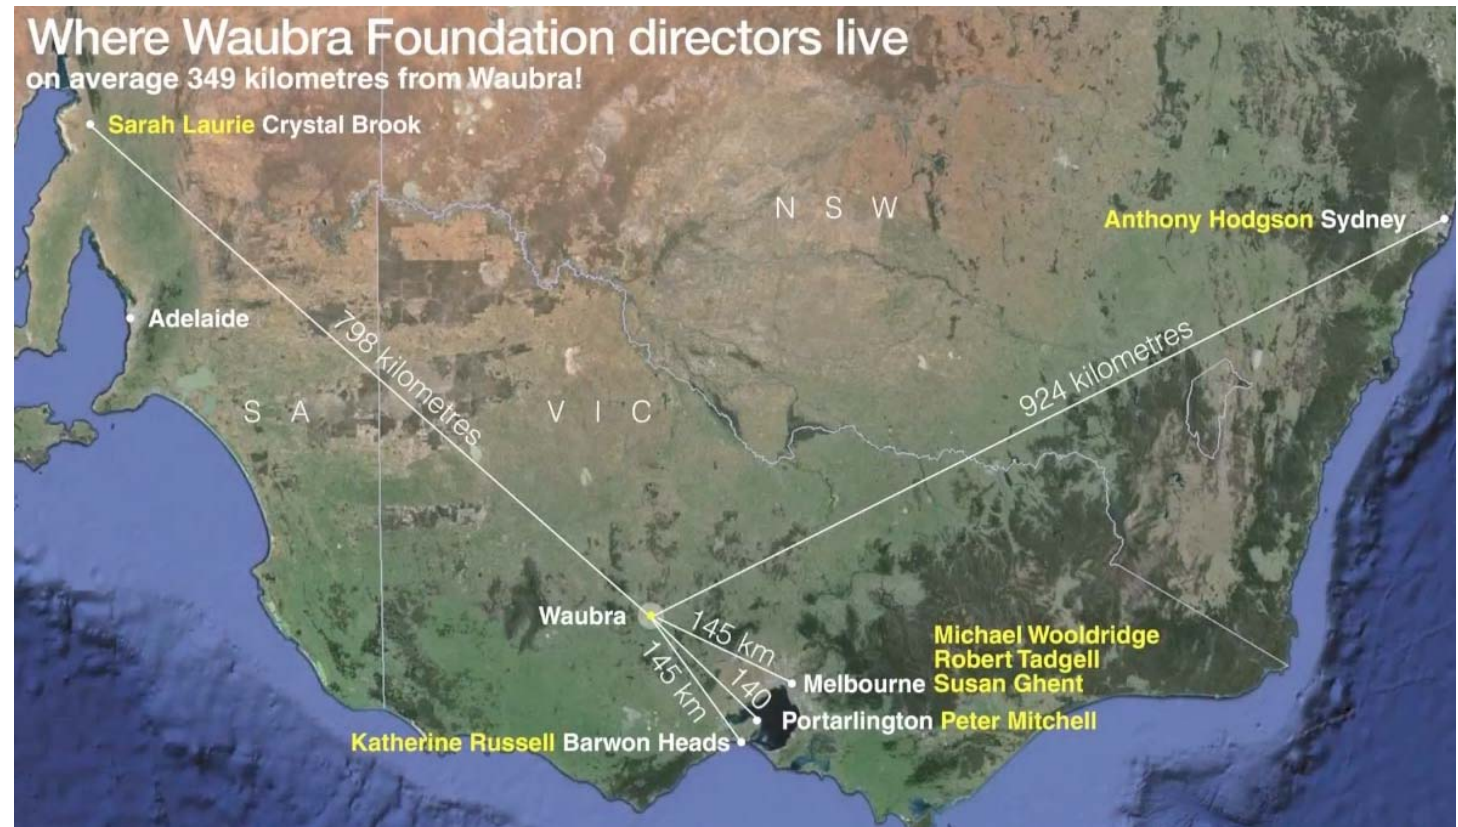 Where Waubra Foundation directors live
on average 349 kilometres from Waubra!
Sarah Laurie Crystal Brook
N S W
Anthony Hodgson Sydney
Adelaide
798 kilometres
924 kilometres
S A
V I C
Waubra
145 km
145 km
140
Michael Wooldridge
Robert Tadgell
Melbourne Susan Ghent
Portarlington Peter Mitchell
Katherine Russell Barwon Heads